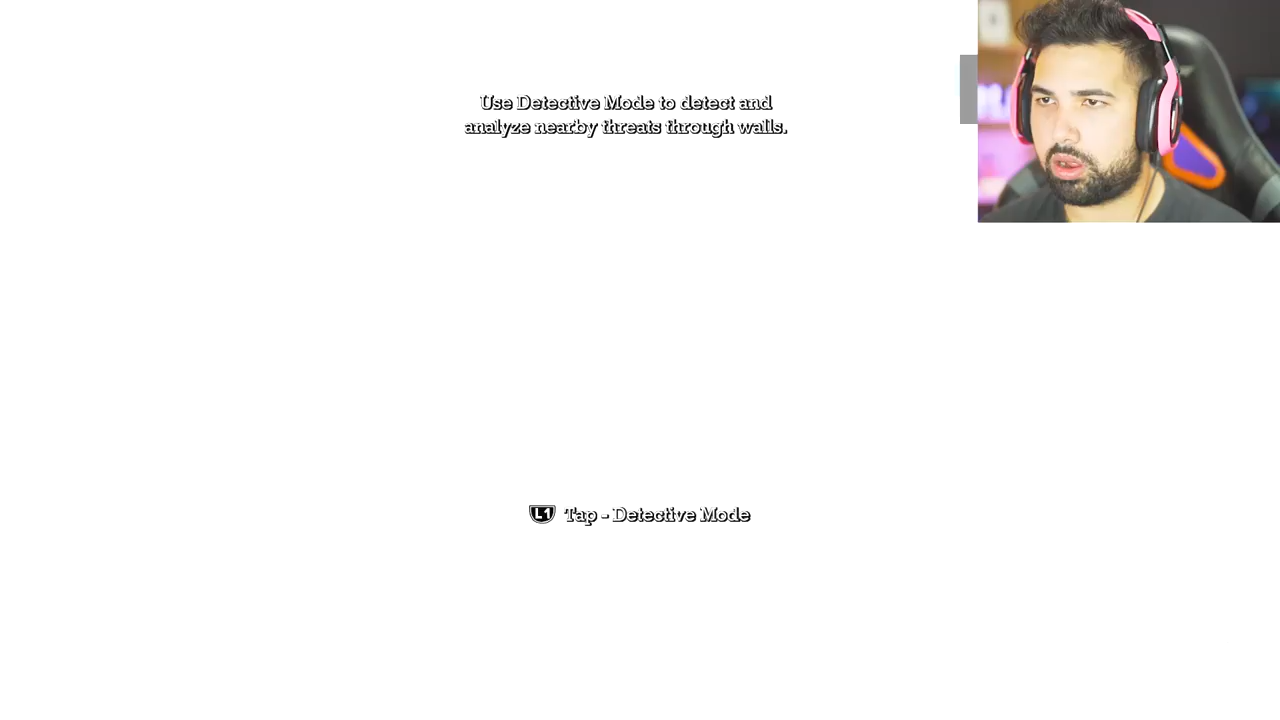 Use Detective Mode to detect and
analyze nearby threats through walls.
L1 Tap - Detective Mode